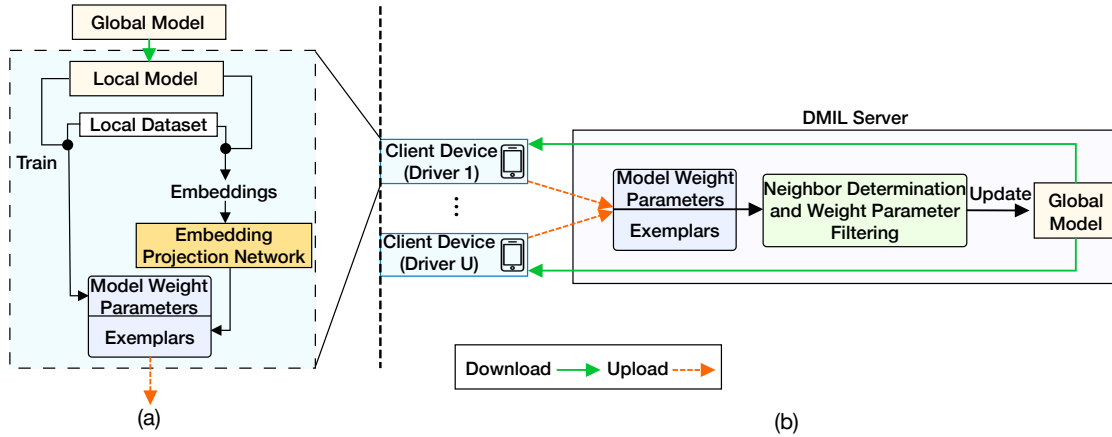 Global Model
Local Model
Local Dataset
Train
Embeddings
Embedding
Projection Network
Model Weight
Parameters
Exemplars
(a)
DMIL Server
Client Device
(Driver 1)
...
Client Device
(Driver U)
Model Weight
Parameters
Exemplars
Neighbor Determination
and Weight Parameter
Filtering
Update
Global
Model
Download
Upload
(b)